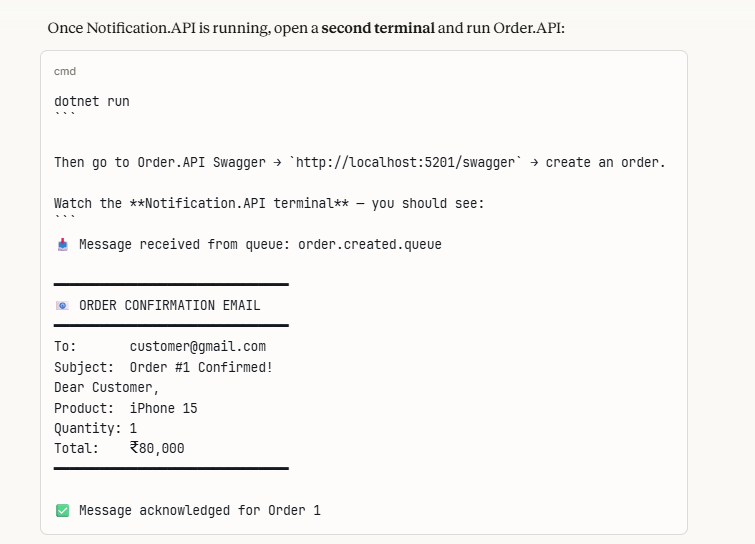 Once Notification.API is running, open a second terminal and run Order.API:
cmd
dotnet run
```
Then go to Order.API Swagger → `http://localhost:5201/swagger` → create an order.
Watch the **Notification.API terminal** — you should see:
```
📥 Message received from queue: order.created.queue
━━━━━━━━━━━━━━━━━━━━━━━━━━━━
📧 ORDER CONFIRMATION EMAIL
━━━━━━━━━━━━━━━━━━━━━━━━━━━━
To:       customer@gmail.com
Subject:  Order #1 Confirmed!
Dear Customer,
Product:  iPhone 15
Quantity: 1
Total:    ₹80,000
━━━━━━━━━━━━━━━━━━━━━━━━━━━━
✅ Message acknowledged for Order 1